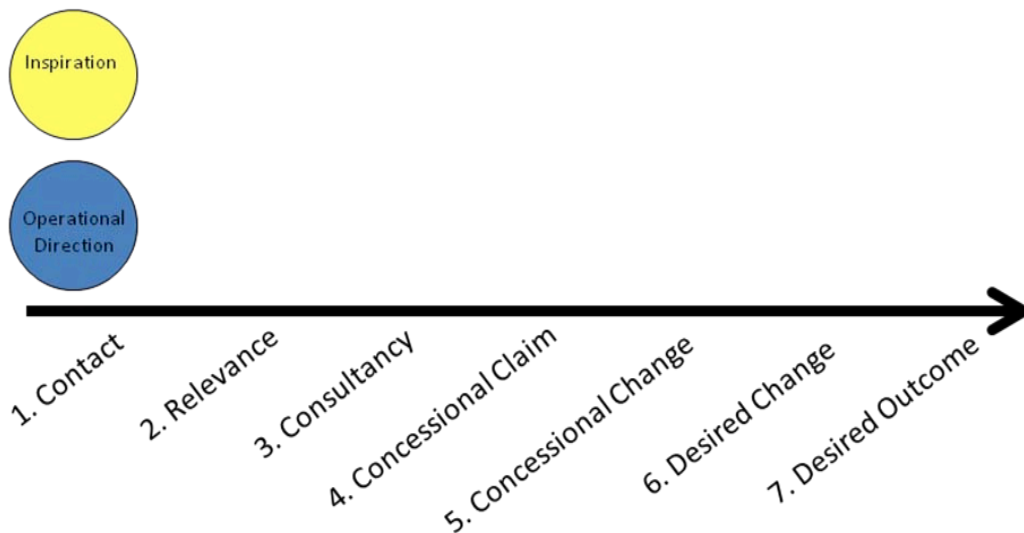 Inspiration
Operational
Direction
1. Contact
2. Relevance
3. Consultancy
4. Concessional Claim
5. Concessional Change
6. Desired Change
7. Desired Outcome